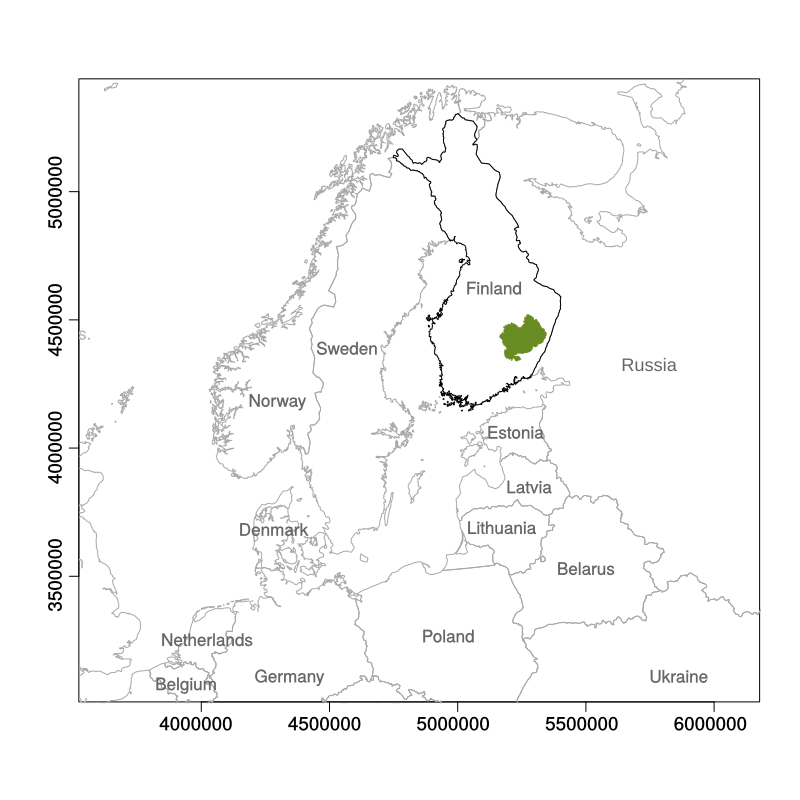 5000000
4500000
4000000
3500000
Finland
Sweden
Russia
Norway
Estonia
Latvia
Denmark
Lithuania
Belarus
Netherlands
Poland
Germany
Ukraine
Belgium
4000000 4500000 5000000 5500000 6000000